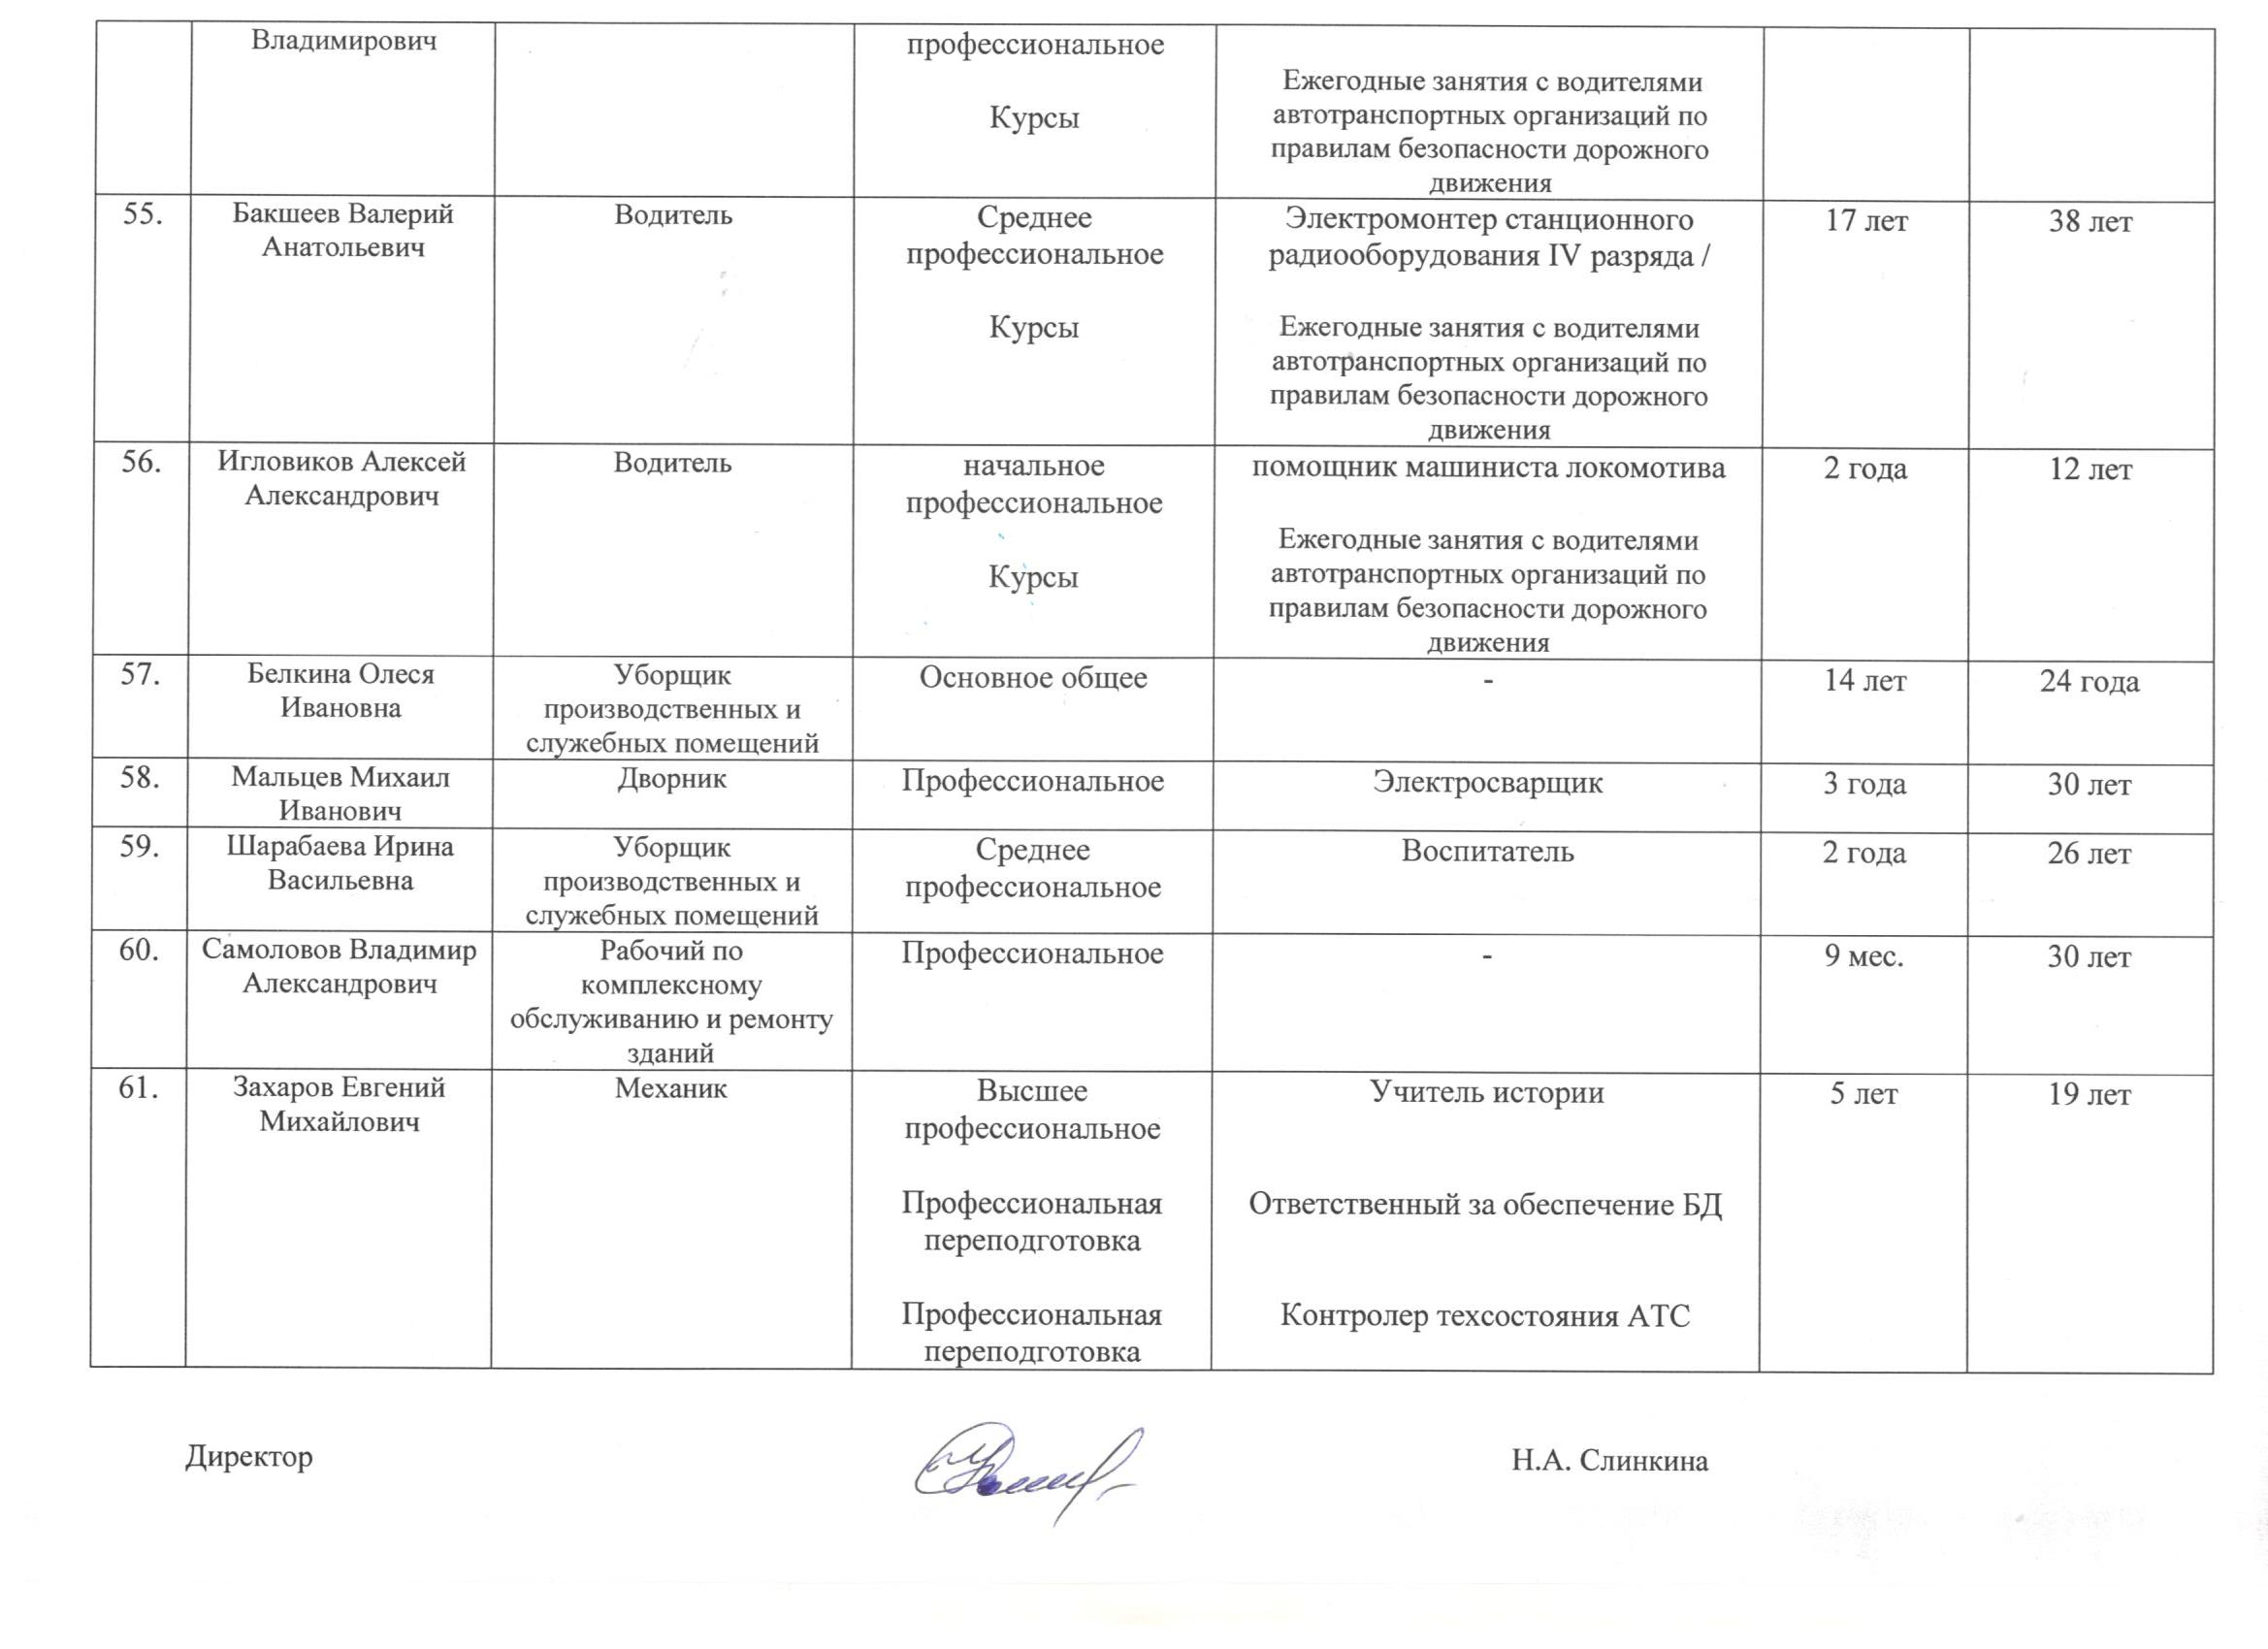 Владимирович
профессиональное
Курсы
Ежегодные занятия с водителями
автотранспортных организаций по
правилам безопасности дорожного
движения
55.
Бакшеев Валерий
Анатольевич
Водитель
Среднее
профессиональное
Курсы
Электромонтер станционного
радиооборудования IV разряда /
Ежегодные занятия с водителями
автотранспортных организаций по
правилам безопасности дорожного
движения
17 лет
38 лет
56.
Игловиков Алексей
Александрович
Водитель
начальное
профессиональное
Курсы
помощник машиниста локомотива
Ежегодные занятия с водителями
автотранспортных организаций по
правилам безопасности дорожного
движения
2 года
12 лет
57.
Белкина Олеся
Ивановна
Уборщик
производственных и
служебных помещений
Основное общее
-
14 лет
24 года
58.
Мальцев Михаил
Иванович
Дворник
Профессиональное
Электросварщик
3 года
30 лет
59.
Шарабаева Ирина
Васильевна
Уборщик
производственных и
служебных помещений
Среднее
профессиональное
Воспитатель
2 года
26 лет
60.
Самоловов Владимир
Александрович
Рабочий по
комплексному
обслуживанию и ремонту
зданий
Профессиональное
-
9 мес.
30 лет
61.
Захаров Евгений
Михайлович
Механик
Высшее
профессиональное
Профессиональная
переподготовка
Профессиональная
переподготовка
Учитель истории
Ответственный за обеспечение БД
Контролер техсостояния АТС
5 лет
19 лет
Директор
Н.А. Слинкина